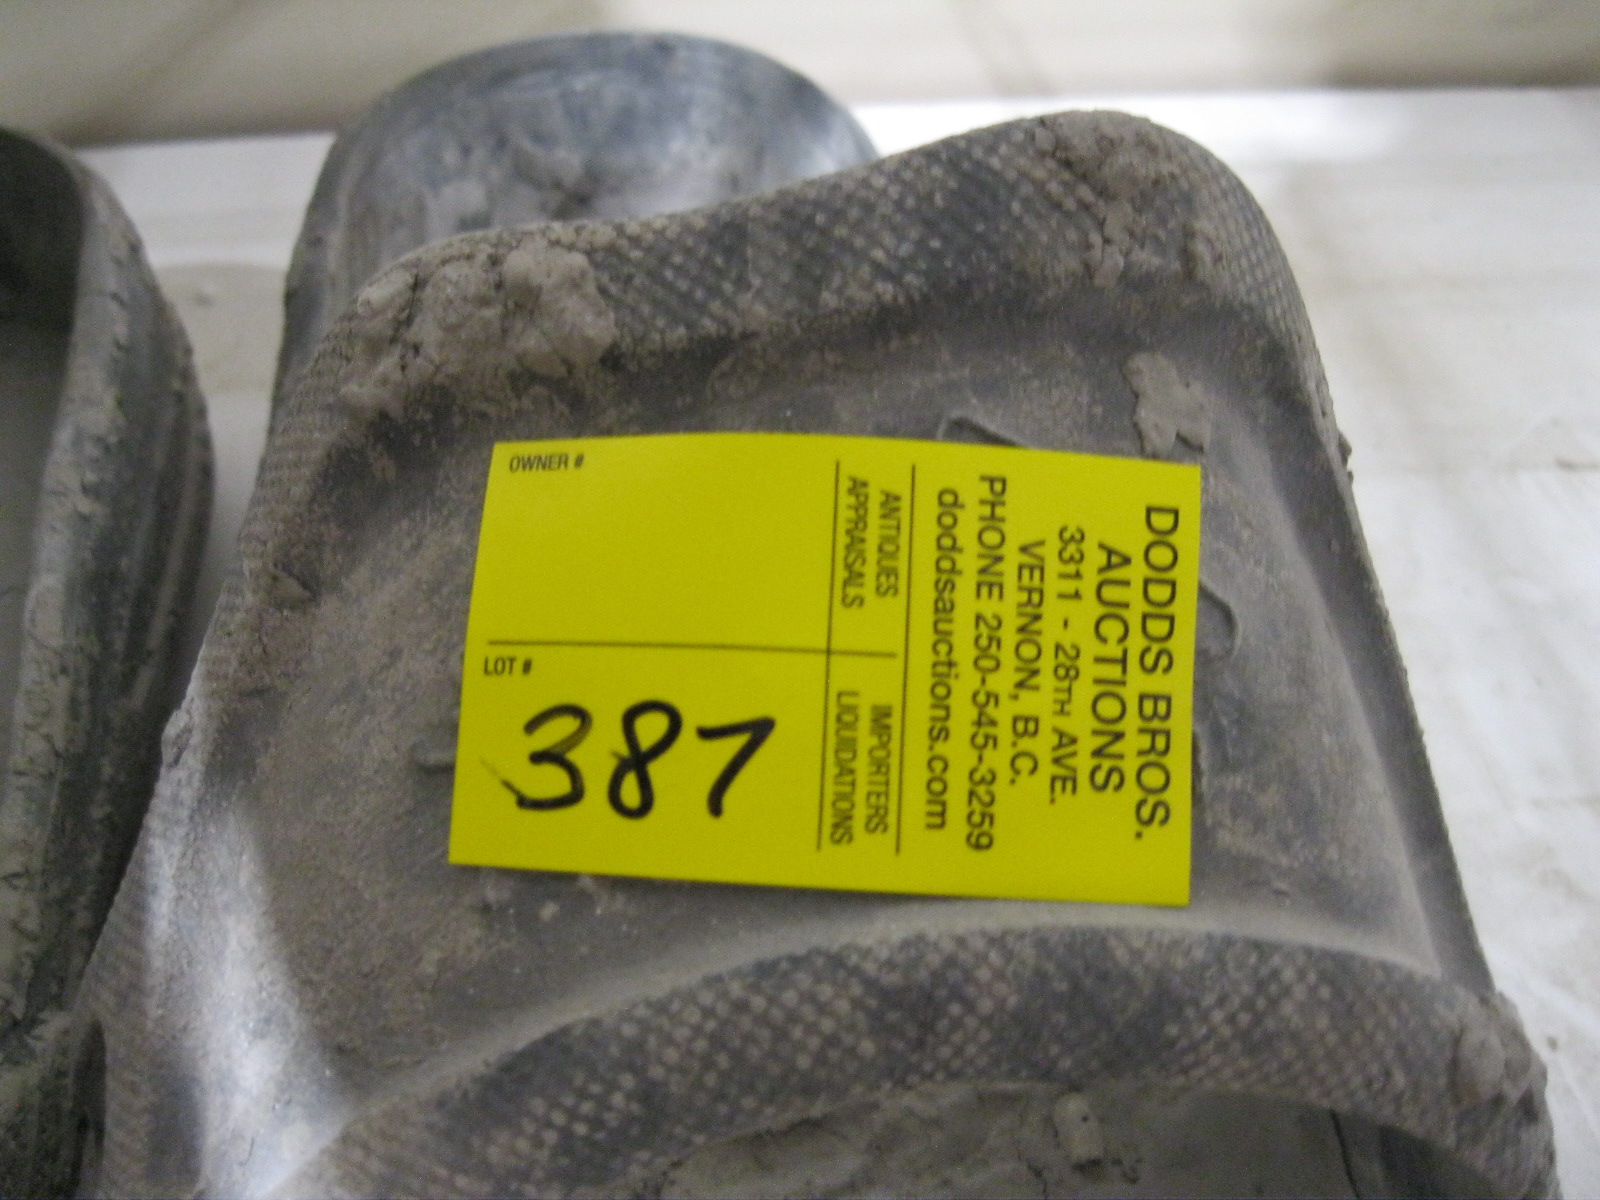 DODDS BROS.
AUCTIONS
3311 - 28TH AVE.
VERNON, B.C.
PHONE 250-545-3259
doddsauctions.com
ANTIQUES
APPRAISALS
IMPORTERS
LIQUIDATIONS
OWNER #
LOT #
387